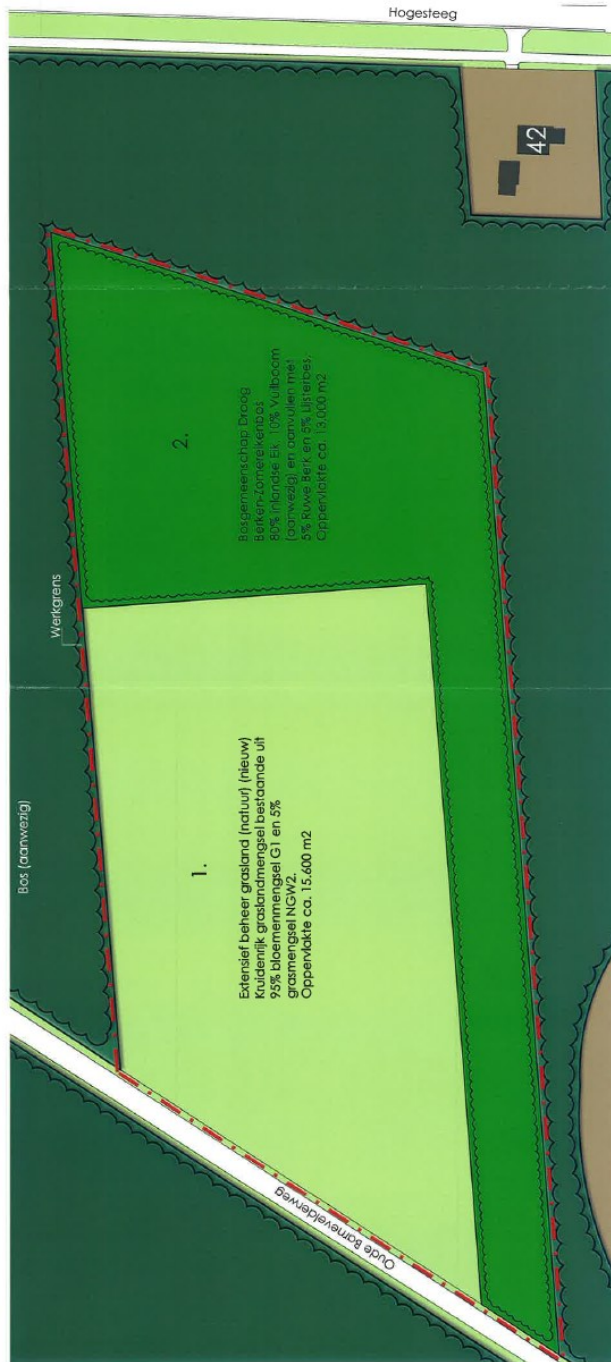 Hogesteeg
42
2.
Bosgemeenschap Droog
Berken-Zomereikenbos
80% Inlandse Eik, 10% Vuilboom
(aanwezig) en aanvullen met
5% Ruwe Berk en 5% Lijsterbes.
Oppervlakte ca. 13.000 m2
Werkgrens
Bos (aanwezig)
1.
Extensief beheer grasland (natuur) (nieuw)
Kruidenrijk graslandmengsel bestaande uit
95% bloemenmengsel G1 en 5%
grasmengsel NGW2.
Oppervlakte ca. 15.600 m2
Oude Barnevelderweg